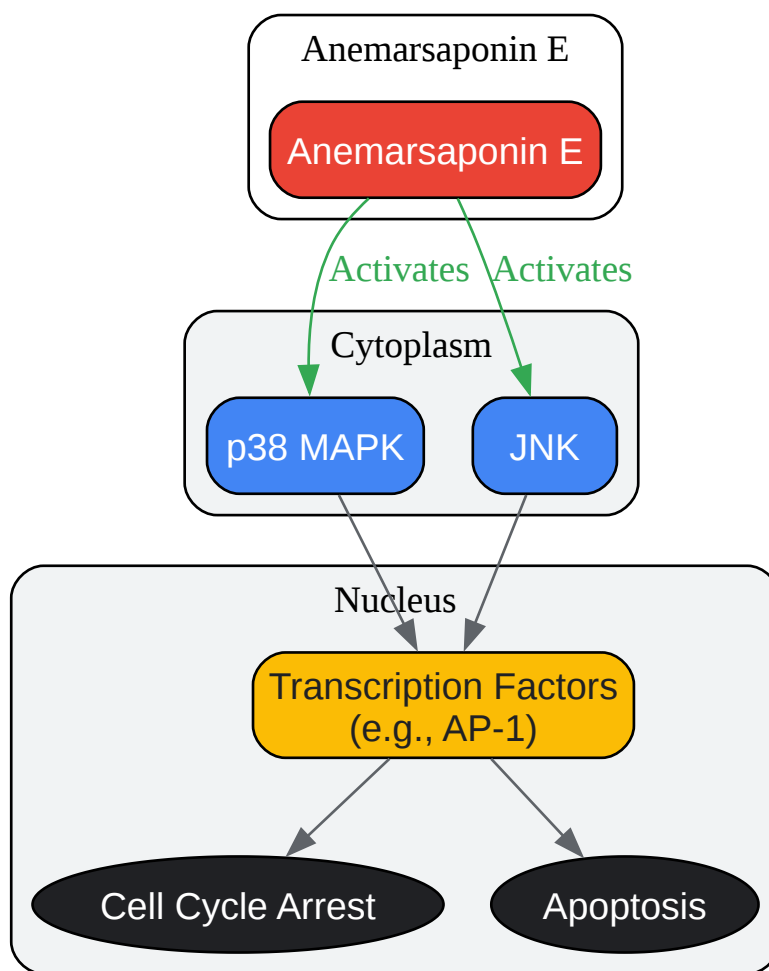 Anemarsaponin E
Anemarsaponin E
Activates Activates
Cytoplasm
p38 MAPK JNK
Nucleus
Transcription Factors
(e.g., AP-1)
Cell Cycle Arrest Apoptosis